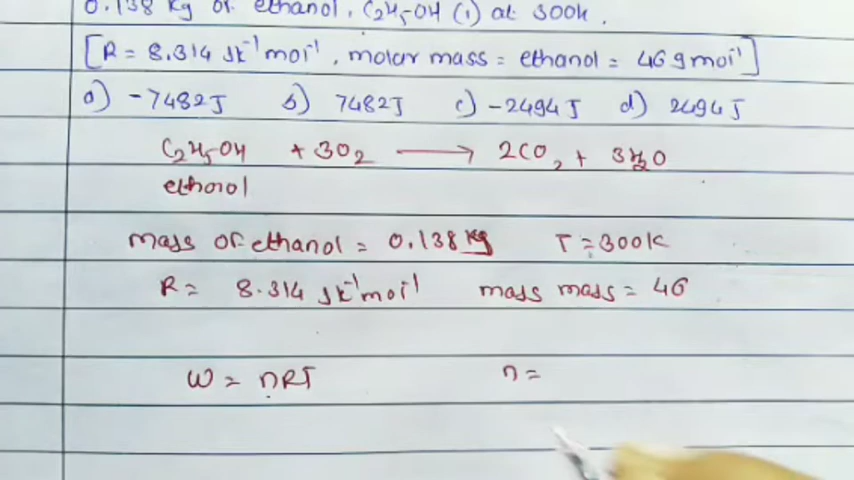 0.138 kg of ethanol, C₂H₅OH (l) at 300k.
[R = 8.314 Jk⁻¹mol⁻¹, molar mass = ethanol = 46 g mol⁻¹]
a) -7482J b) 7482J c) -2494J d) 2494J
C₂H₅OH + 3O₂ ⟶ 2CO₂ + 3H₂O
ethanol
mass of ethanol = 0.138 kg T = 300k
R = 8.314 Jk⁻¹mol⁻¹ mass mass = 46
W = nRT n =